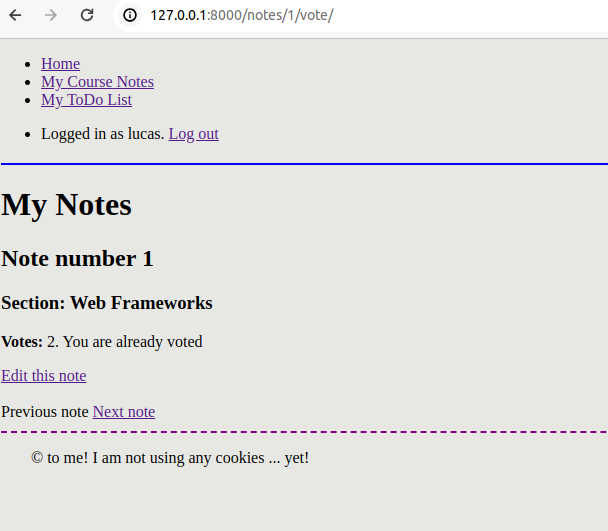 127.0.0.1:8000/notes/1/vote/
Home
My Course Notes
My ToDo List
Logged in as lucas. Log out
My Notes
Note number 1
Section: Web Frameworks
Votes: 2. You are already voted
Edit this note
Previous note Next note
© to me! I am not using any cookies ... yet!